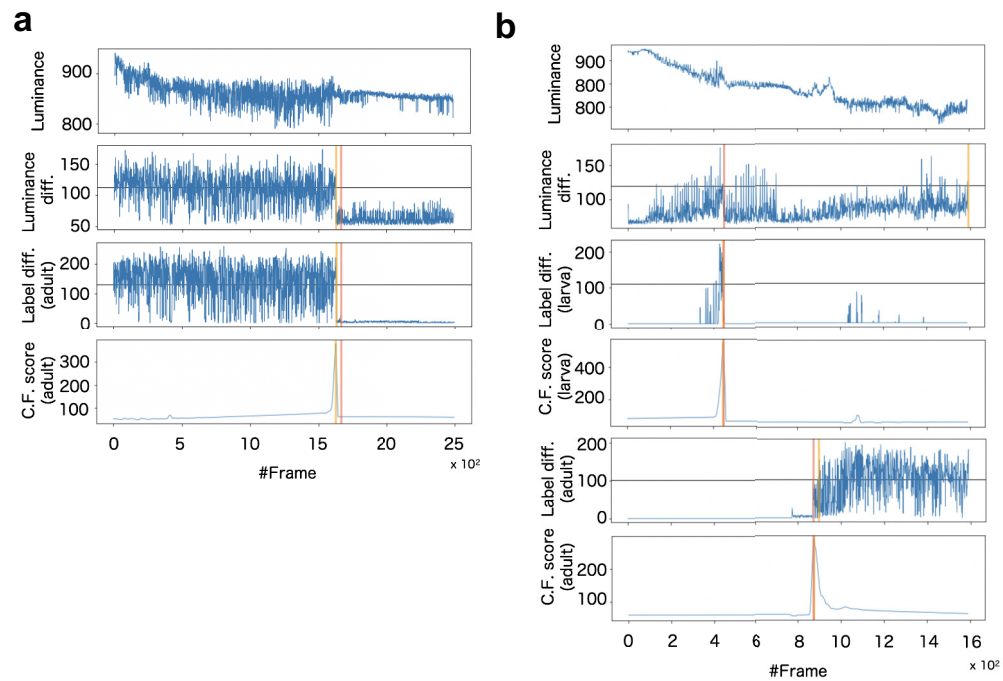 a
Luminance
900
800
Luminance
diff.
150
100
50
Label diff.
(adult)
200
100
0
C.F. score
(adult)
300
200
100
0
5
10
15
20
25
x 10²
#Frame
b
Luminance
900
800
800
Luminance
diff.
150
100
Label diff.
(larva)
200
100
0
C.F. score
(larva)
400
200
Label diff.
(adult)
200
100
0
C.F. score
(adult)
200
100
0
2
4
6
8
10
12
14
16
x 10²
#Frame